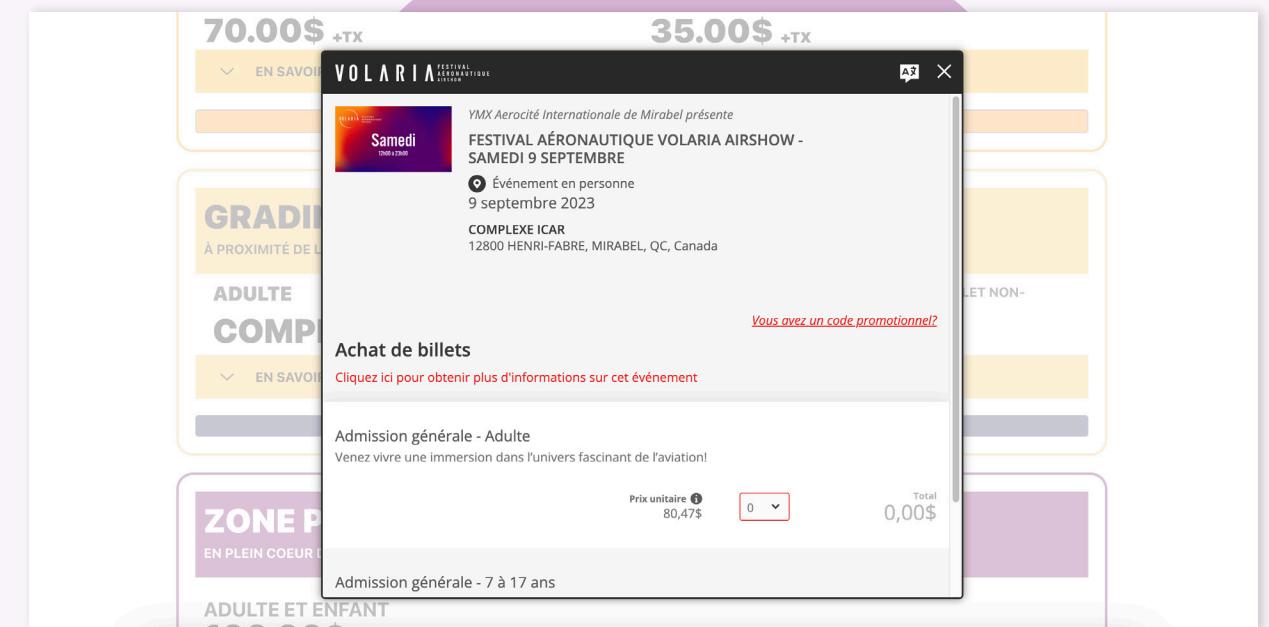 70.00$ +TX
35.00$ +TX
EN SAVOI
VOLARIA FESTIVAL AÉRONAUTIQUE AIRSHOW
Samedi
12h00 à 23h00
YMX Aerocité Internationale de Mirabel présente
FESTIVAL AÉRONAUTIQUE VOLARIA AIRSHOW -
SAMEDI 9 SEPTEMBRE
Événement en personne
9 septembre 2023
COMPLEXE ICAR
12800 HENRI-FABRE, MIRABEL, QC, Canada
GRADI
À PROXIMITÉ DE L
ADULTE
LET NON-
COMP
Vous avez un code promotionnel?
Achat de billets
EN SAVOI
Cliquez ici pour obtenir plus d'informations sur cet événement
Admission générale - Adulte
Venez vivre une immersion dans l'univers fascinant de l'aviation!
Prix unitaire
80,47$
0
Total
0,00$
ZONE P
EN PLEIN COEUR D
Admission générale - 7 à 17 ans
ADULTE ET ENFANT